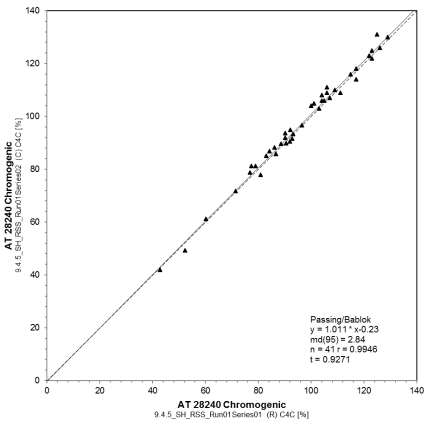 140
120
100
80
60
40
20
0
AT 28240 Chromogenic
9.4.5_SH_RSS_Run01Series02 (C) C4C [%]
Passing/Bablok
y = 1.011 * x-0.23
md(95) = 2.84
n = 41 r = 0.9946
t = 0.9271
0 20 40 60 80 100 120 140
AT 28240 Chromogenic
9.4.5_SH_RSS_Run01Series01 (R) C4C [%]